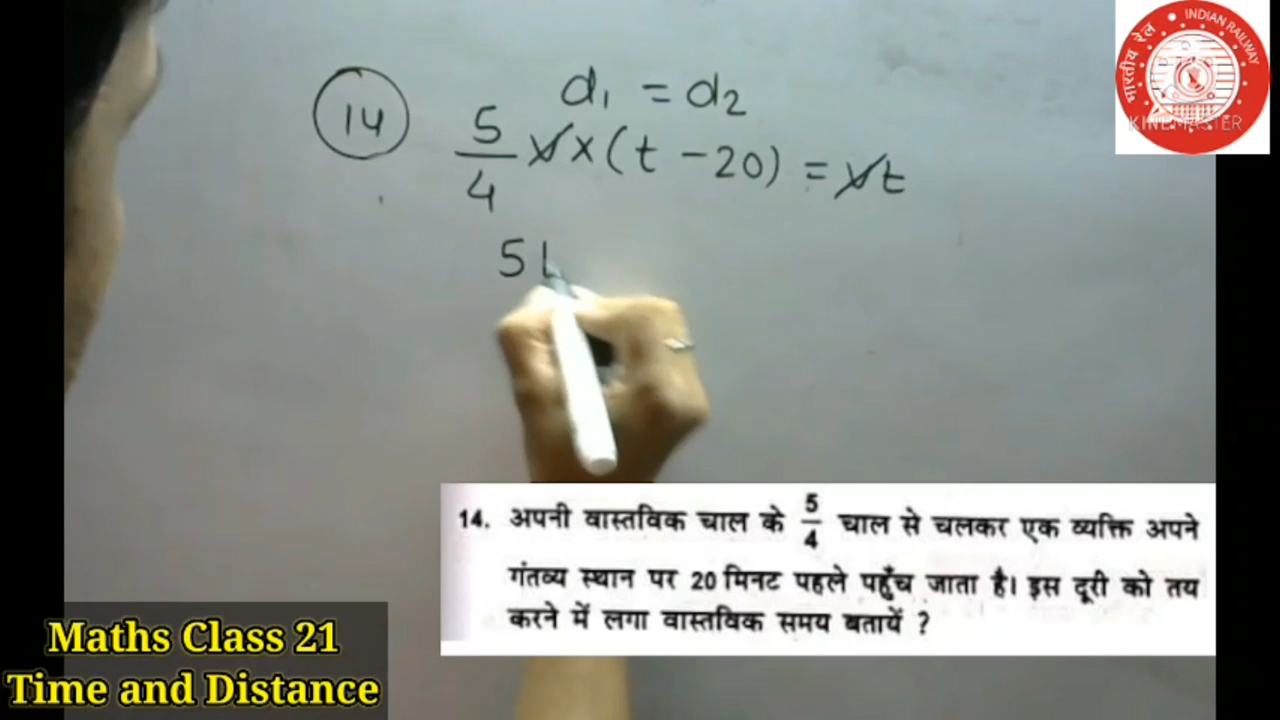 भारतीय रेल INDIAN RAILWAY
KINEMASTER
14
d₁ = d₂
5/4 v × (t - 20) = vt
5t
14. अपनी वास्तविक चाल के 5/4 चाल से चलकर एक व्यक्ति अपने
गंतव्य स्थान पर 20 मिनट पहले पहुँच जाता है। इस दूरी को तय
करने में लगा वास्तविक समय बतायें ?
Maths Class 21
Time and Distance